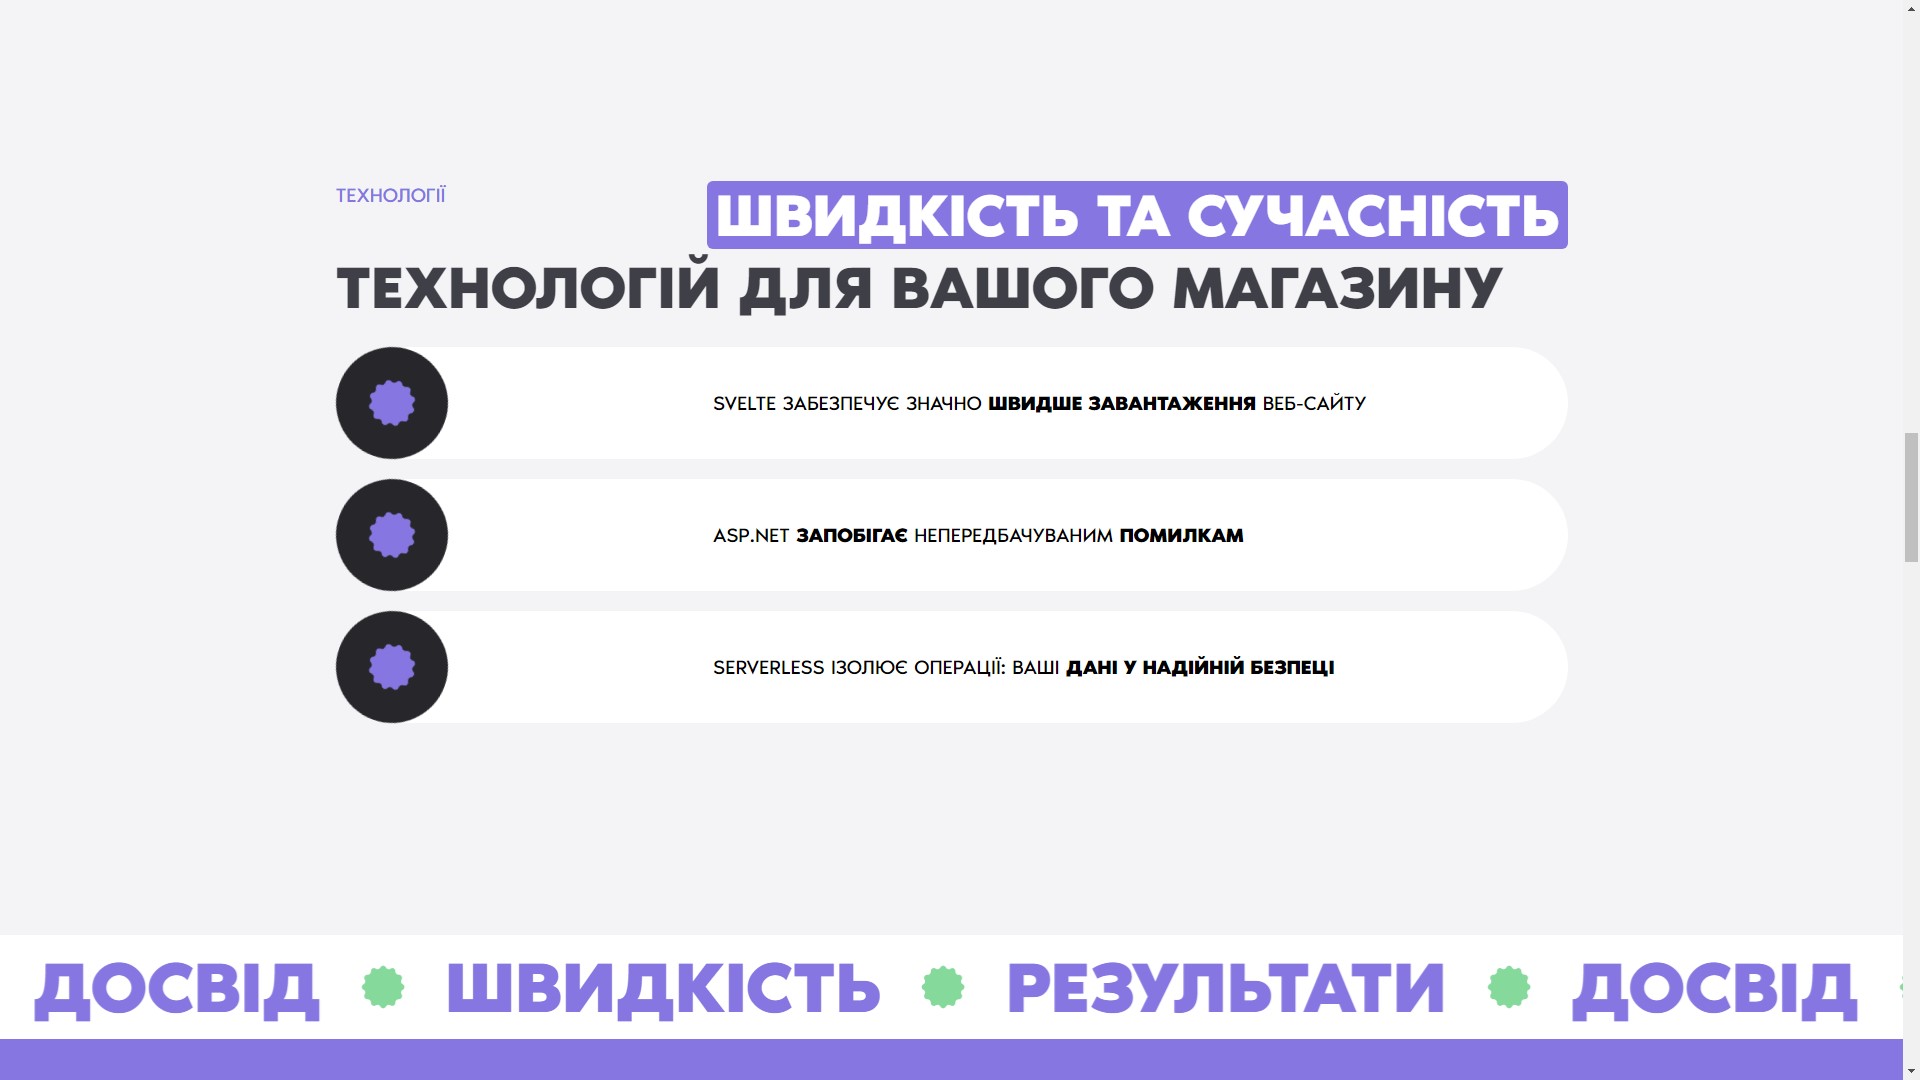 ТЕХНОЛОГІЇ
ШВИДКІСТЬ ТА СУЧАСНІСТЬ
ТЕХНОЛОГІЙ ДЛЯ ВАШОГО МАГАЗИНУ
SVELTE ЗАБЕЗПЕЧУЄ ЗНАЧНО ШВИДШЕ ЗАВАНТАЖЕННЯ ВЕБ-САЙТУ
ASP.NET ЗАПОБІГАЄ НЕПЕРЕДБАЧУВАНИМ ПОМИЛКАМ
SERVERLESS ІЗОЛЮЄ ОПЕРАЦІЇ: ВАШІ ДАНІ У НАДІЙНІЙ БЕЗПЕЦІ
ДОСВІД ШВИДКІСТЬ РЕЗУЛЬТАТИ ДОСВІД